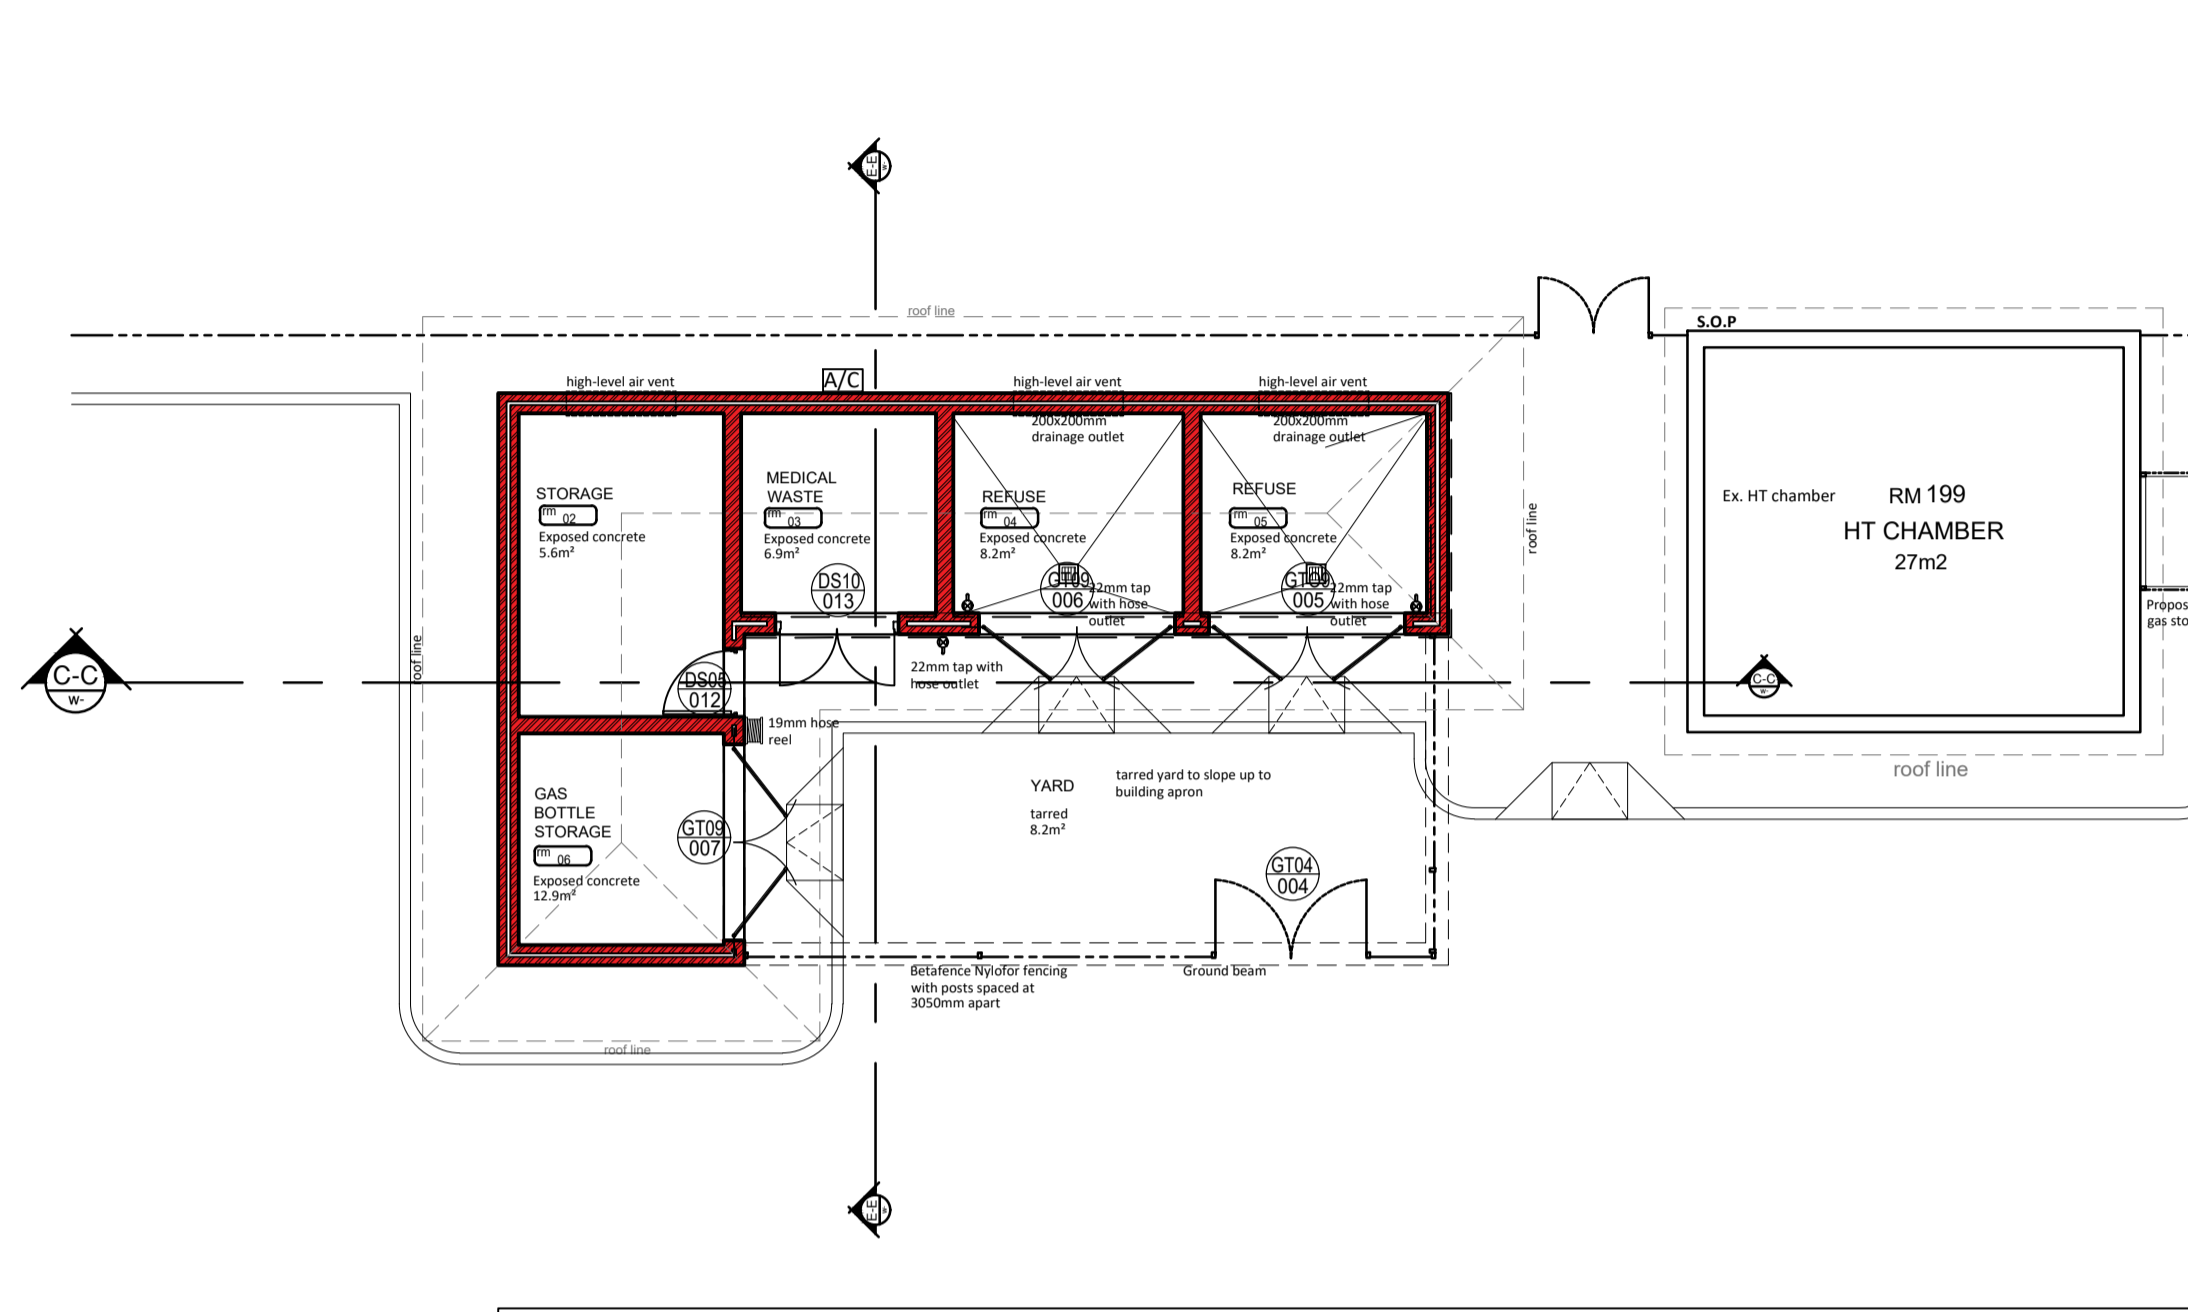 E-E
w-
roof line
S.O.P
high-level air vent
A/C
high-level air vent
high-level air vent
200x200mm
drainage outlet
200x200mm
drainage outlet
STORAGE
rm 02
Exposed concrete
5.6m²
MEDICAL
WASTE
rm 03
Exposed concrete
6.9m²
REFUSE
rm 04
Exposed concrete
8.2m²
REFUSE
rm 05
Exposed concrete
8.2m²
roof line
Ex. HT chamber
RM 199
HT CHAMBER
27m2
DS10
013
GT09
006
22mm tap
with hose
outlet
GT09
005
22mm tap
with hose
outlet
gas sto
roof line
C-C
w-
DS05
012
22mm tap with
hose outlet
C-C
w-
19mm hose
reel
roof line
YARD
tarred
8.2m²
tarred yard to slope up to
building apron
GAS
BOTTLE
STORAGE
rm 06
Exposed concrete
12.9m²
GT09
007
GT04
004
Betafence Nylofor fencing
with posts spaced at
3050mm apart
Ground beam
roof line
E-E
w-